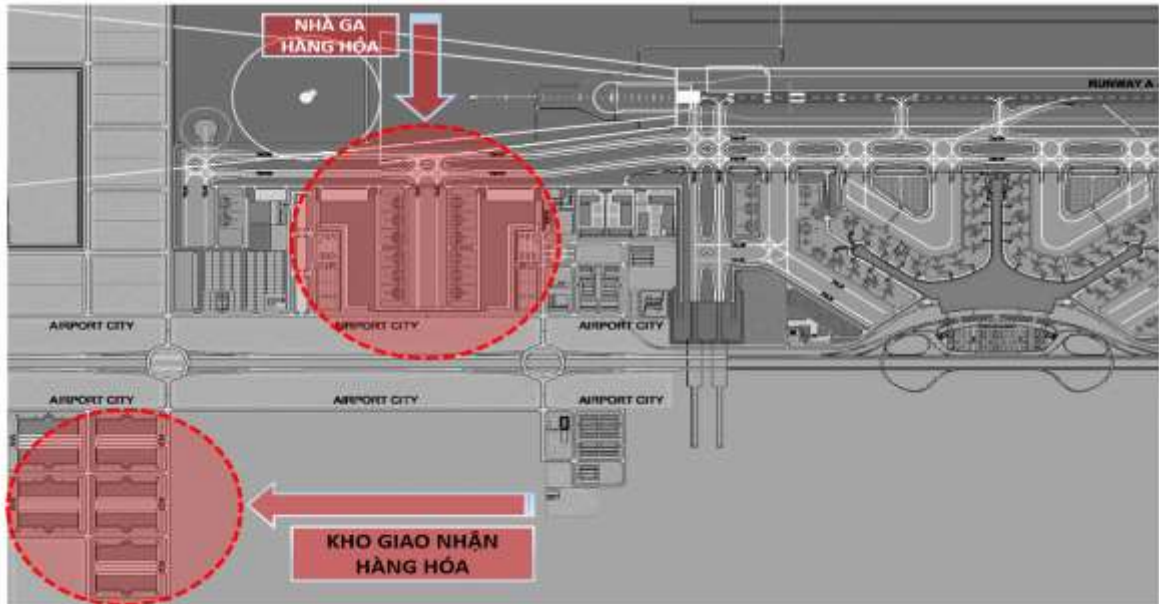 NHÀ GA
HÀNG HÓA
RUNWAY A
AIRPORT CITY
AIRPORT CITY
AIRPORT CITY
AIRPORT CITY
AIRPORT CITY
AIRPORT CITY
KHO GIAO NHẬN
HÀNG HÓA